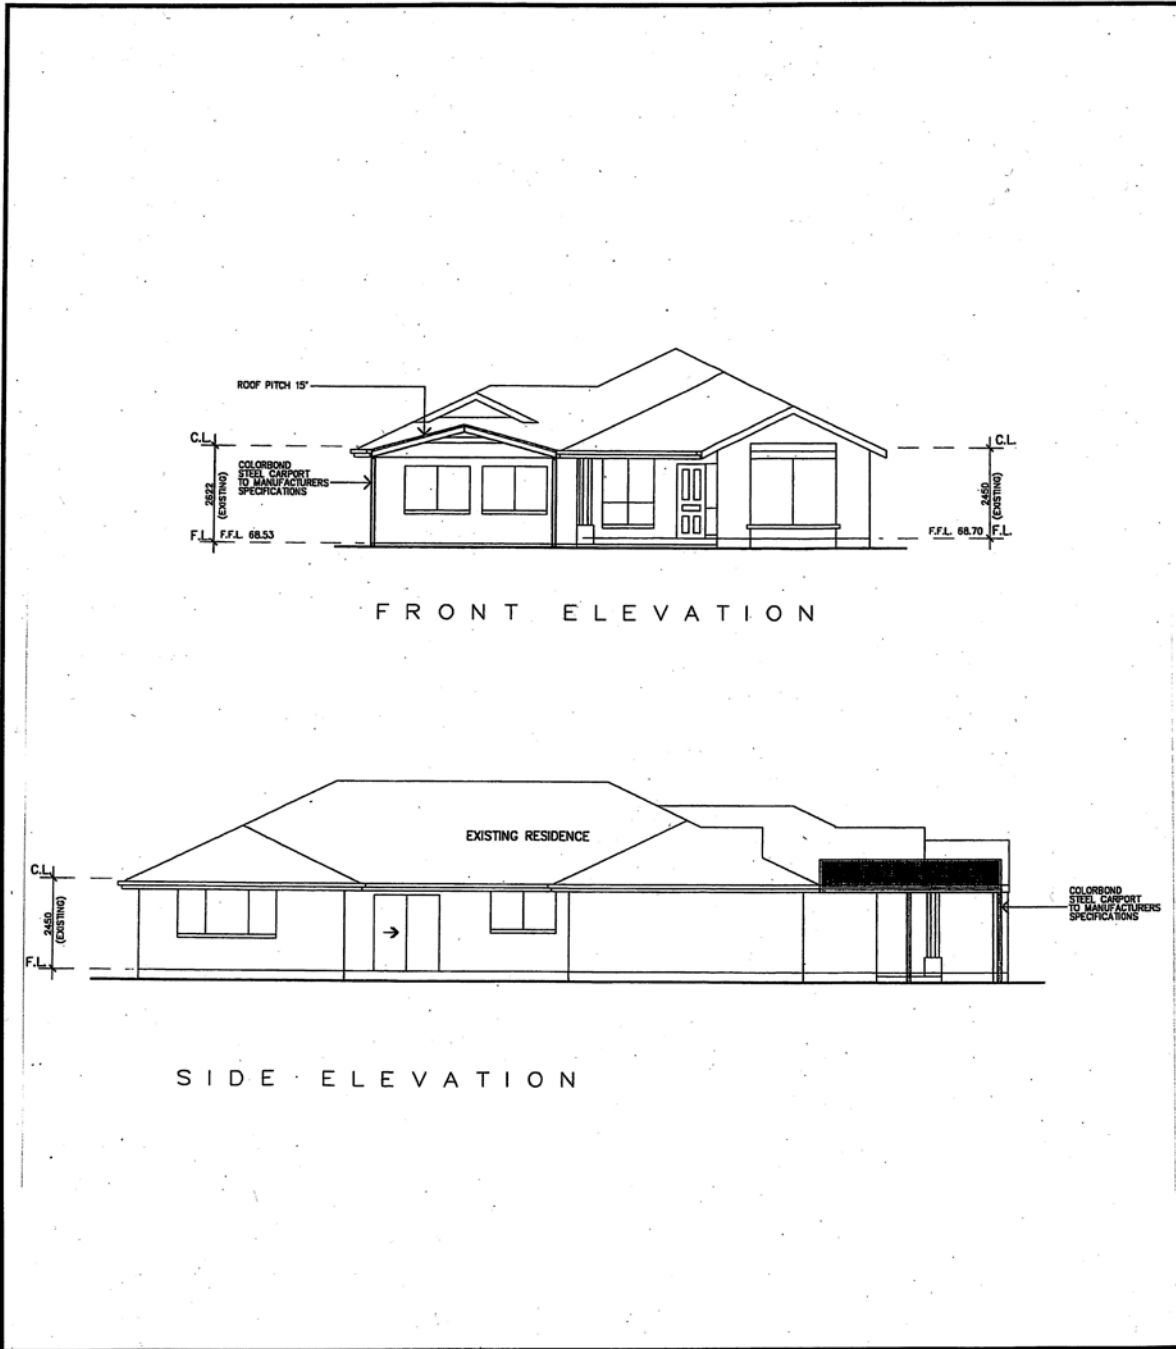 ROOF PITCH 15°
C.L.
C.L.
COLORBOND
STEEL CARPORT
TO MANUFACTURERS
SPECIFICATIONS
2622
(EXISTING)
2450
(EXISTING)
F.L. F.F.L. 68.53
F.F.L. 68.70 F.L.
FRONT ELEVATION
EXISTING RESIDENCE
C.L.
2450
(EXISTING)
F.L.
COLORBOND
STEEL CARPORT
TO MANUFACTURERS
SPECIFICATIONS
SIDE ELEVATION